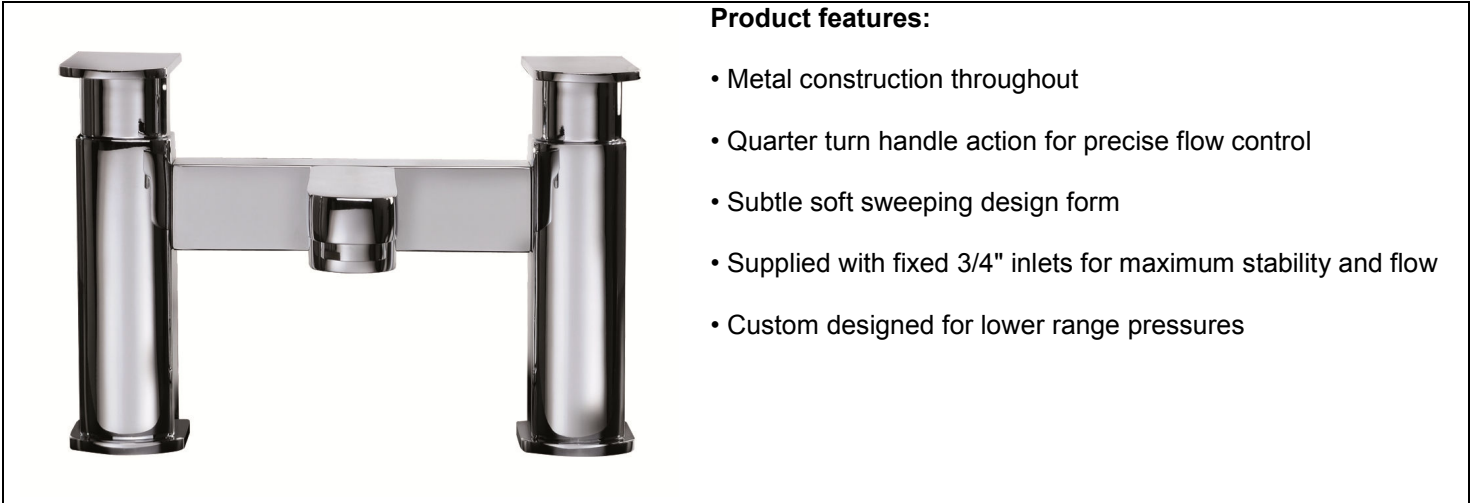 Product features:
• Metal construction throughout
• Quarter turn handle action for precise flow control
• Subtle soft sweeping design form
• Supplied with fixed 3/4" inlets for maximum stability and flow
• Custom designed for lower range pressures